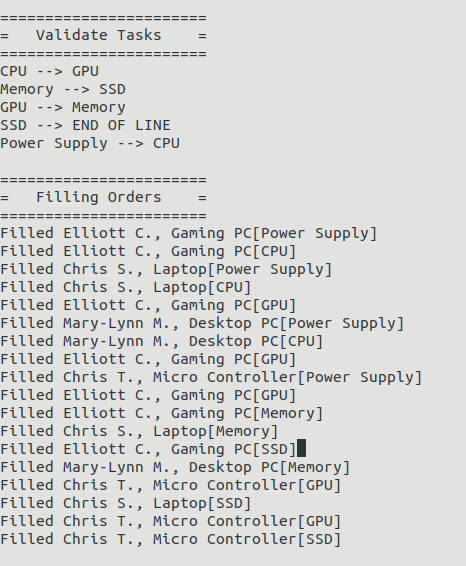 =======================
=   Validate Tasks    =
=======================
CPU --> GPU
Memory --> SSD
GPU --> Memory
SSD --> END OF LINE
Power Supply --> CPU

=======================
=   Filling Orders    =
=======================
Filled Elliott C., Gaming PC[Power Supply]
Filled Elliott C., Gaming PC[CPU]
Filled Chris S., Laptop[Power Supply]
Filled Chris S., Laptop[CPU]
Filled Elliott C., Gaming PC[GPU]
Filled Mary-Lynn M., Desktop PC[Power Supply]
Filled Mary-Lynn M., Desktop PC[CPU]
Filled Elliott C., Gaming PC[GPU]
Filled Chris T., Micro Controller[Power Supply]
Filled Elliott C., Gaming PC[GPU]
Filled Elliott C., Gaming PC[Memory]
Filled Chris S., Laptop[Memory]
Filled Elliott C., Gaming PC[SSD]
Filled Mary-Lynn M., Desktop PC[Memory]
Filled Chris T., Micro Controller[GPU]
Filled Chris S., Laptop[SSD]
Filled Chris T., Micro Controller[GPU]
Filled Chris T., Micro Controller[SSD]